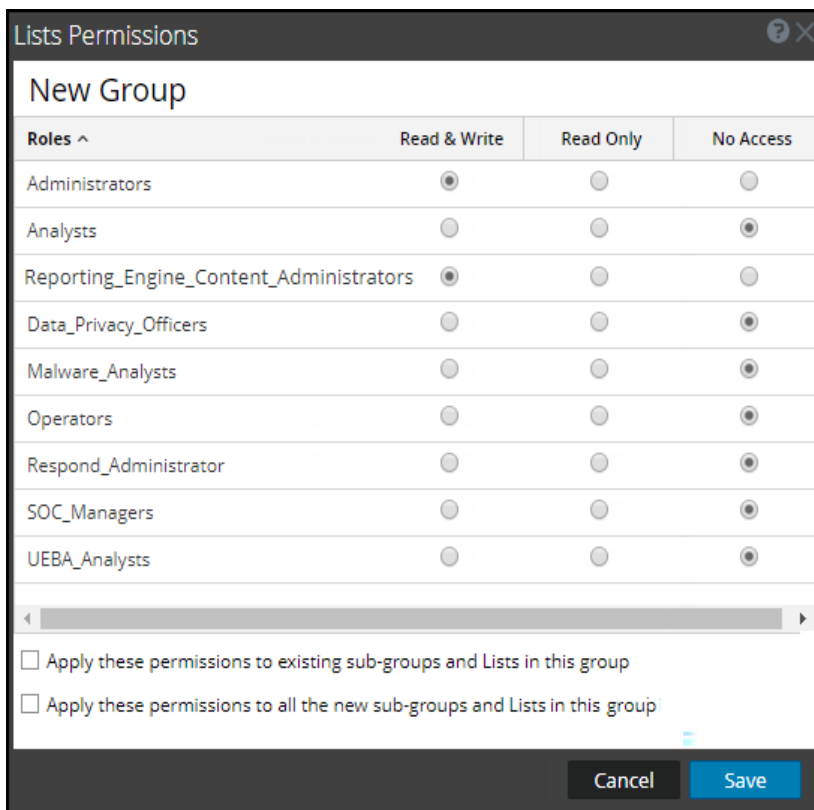 Lists Permissions
New Group
Roles Read & Write Read Only No Access
Administrators
Analysts
Reporting_Engine_Content_Administrators
Data_Privacy_Officers
Malware_Analysts
Operators
Respond_Administrator
SOC_Managers
UEBA_Analysts
Apply these permissions to existing sub-groups and Lists in this group
Apply these permissions to all the new sub-groups and Lists in this group
Cancel Save